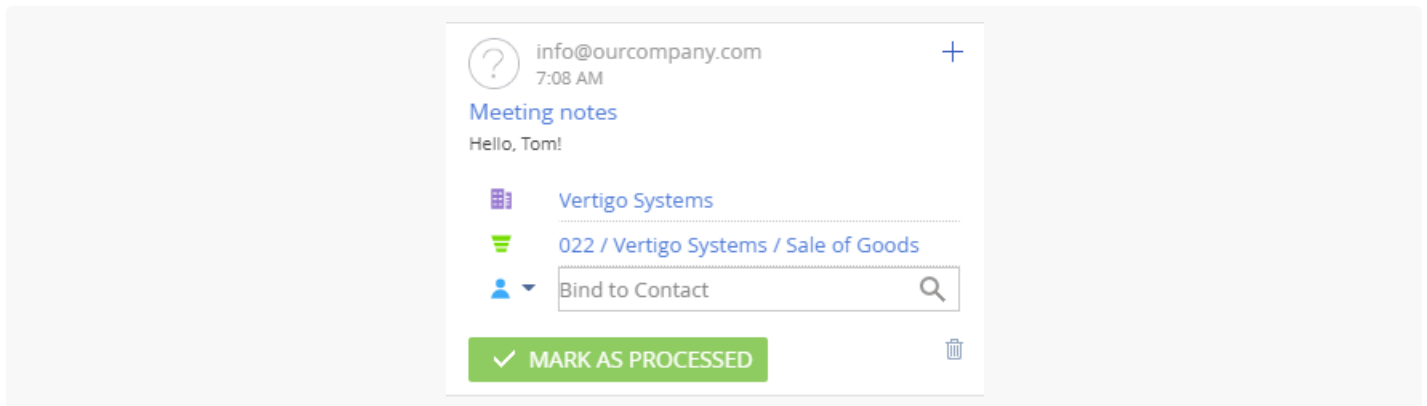 info@ourcompany.com
7:08 AM
Meeting notes
Hello, Tom!
Vertigo Systems
022 / Vertigo Systems / Sale of Goods
Bind to Contact
MARK AS PROCESSED